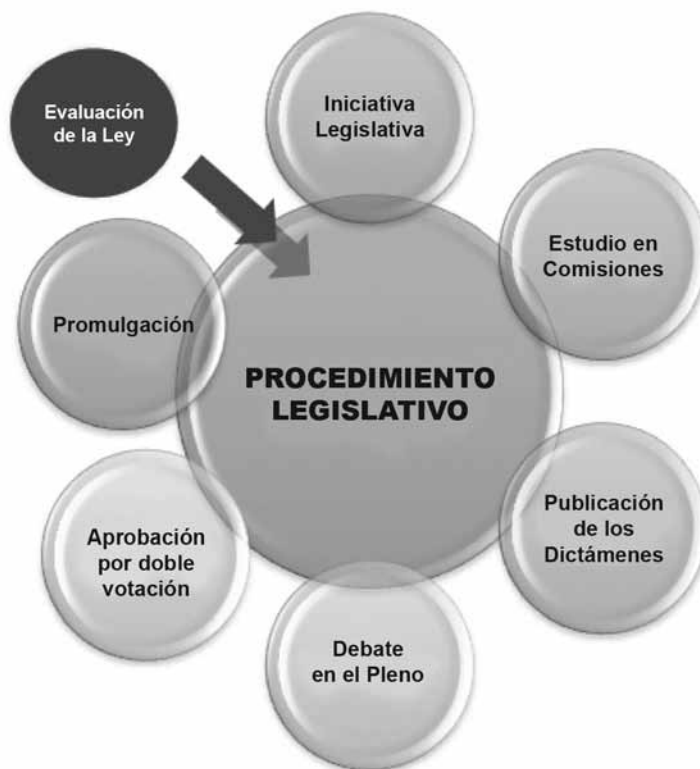 Evaluación
de la Ley
Iniciativa
Legislativa
Estudio en
Comisiones
Publicación
de los
Dictámenes
Debate
en el Pleno
Aprobación
por doble
votación
Promulgación
PROCEDIMIENTO
LEGISLATIVO